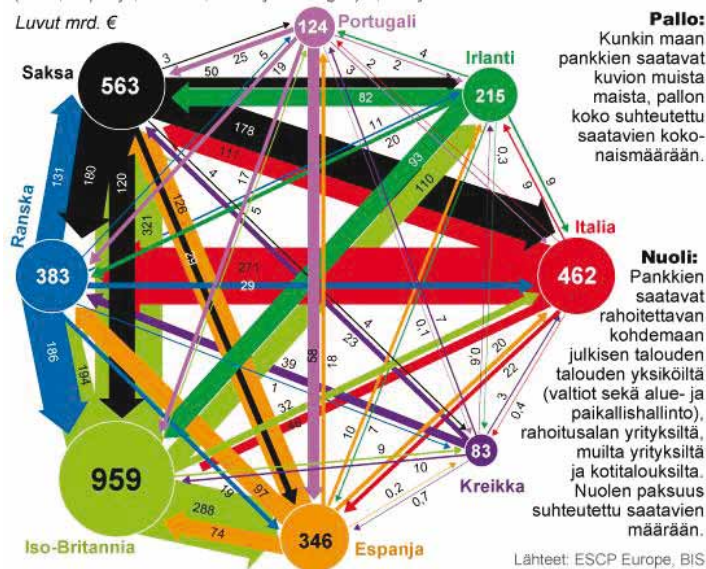 Luvut mrd. €
Saksa
563
Portugali
124
Irlanti
215
Italia
462
Kreikka
83
Espanja
346
Iso-Britannia
959
Ranska
383
3
25
5
50
19
82
3
2
2
4
178
11
20
93
110
0,3
9
9
131
180
120
321
126
4
17
5
271
29
58
18
7
0,1
4
23
39
1
32
186
194
20
22
3
0,4
10
7
9
10
0,2
0,7
19
97
288
74
Pallo:
Kunkin maan
pankkien saatavat
kuvion muista
maista, pallon
koko suhteutettu
saatavien koko-
naismäärään.
Nuoli:
Pankkien
saatavat
rahoitettavan
kohdemaan
julkisen talouden
talouden yksiköiltä
(valtiot sekä alue- ja
paikallishallinto),
rahoitusalan yrityksiltä,
muilta yrityksiltä
ja kotitalouksilta.
Nuolen paksuus
suhteutettu saatavien
määrään.
Lähteet: ESCP Europe, BIS